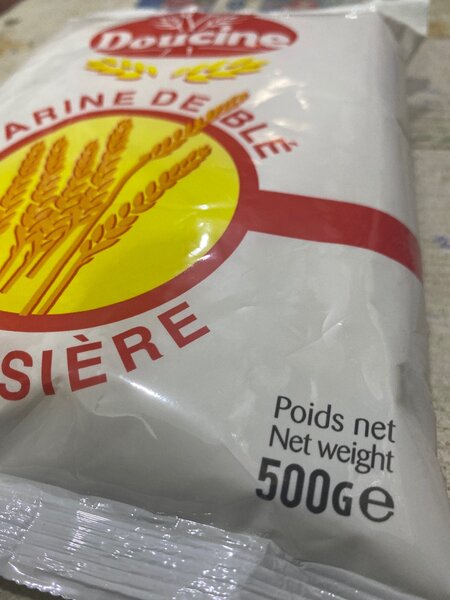 Doucine
ARINE DE BLÉ
SIÈRE
Poids net
Net weight
500G e